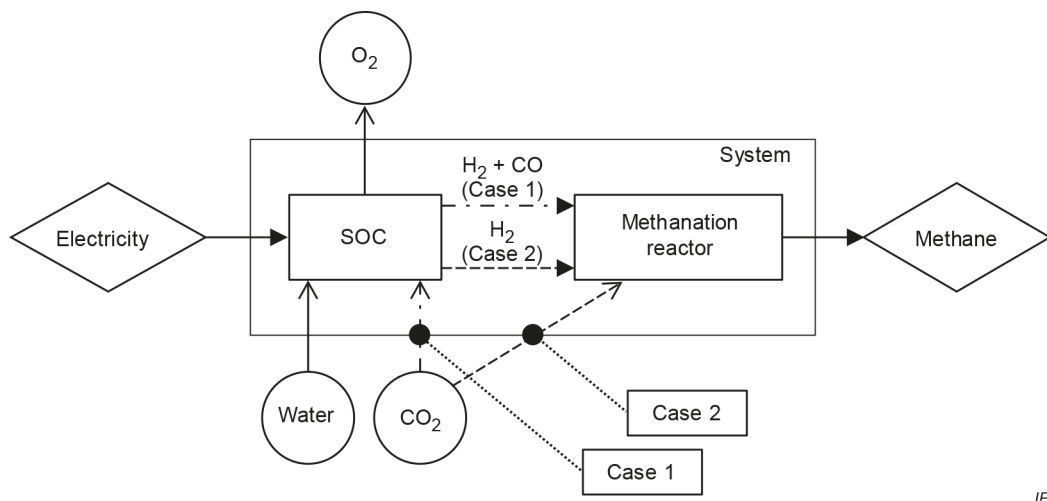 O2
System
H2 + CO
(Case 1)
Electricity
SOC
H2
(Case 2)
Methanation
reactor
Methane
Water
CO2
Case 2
Case 1